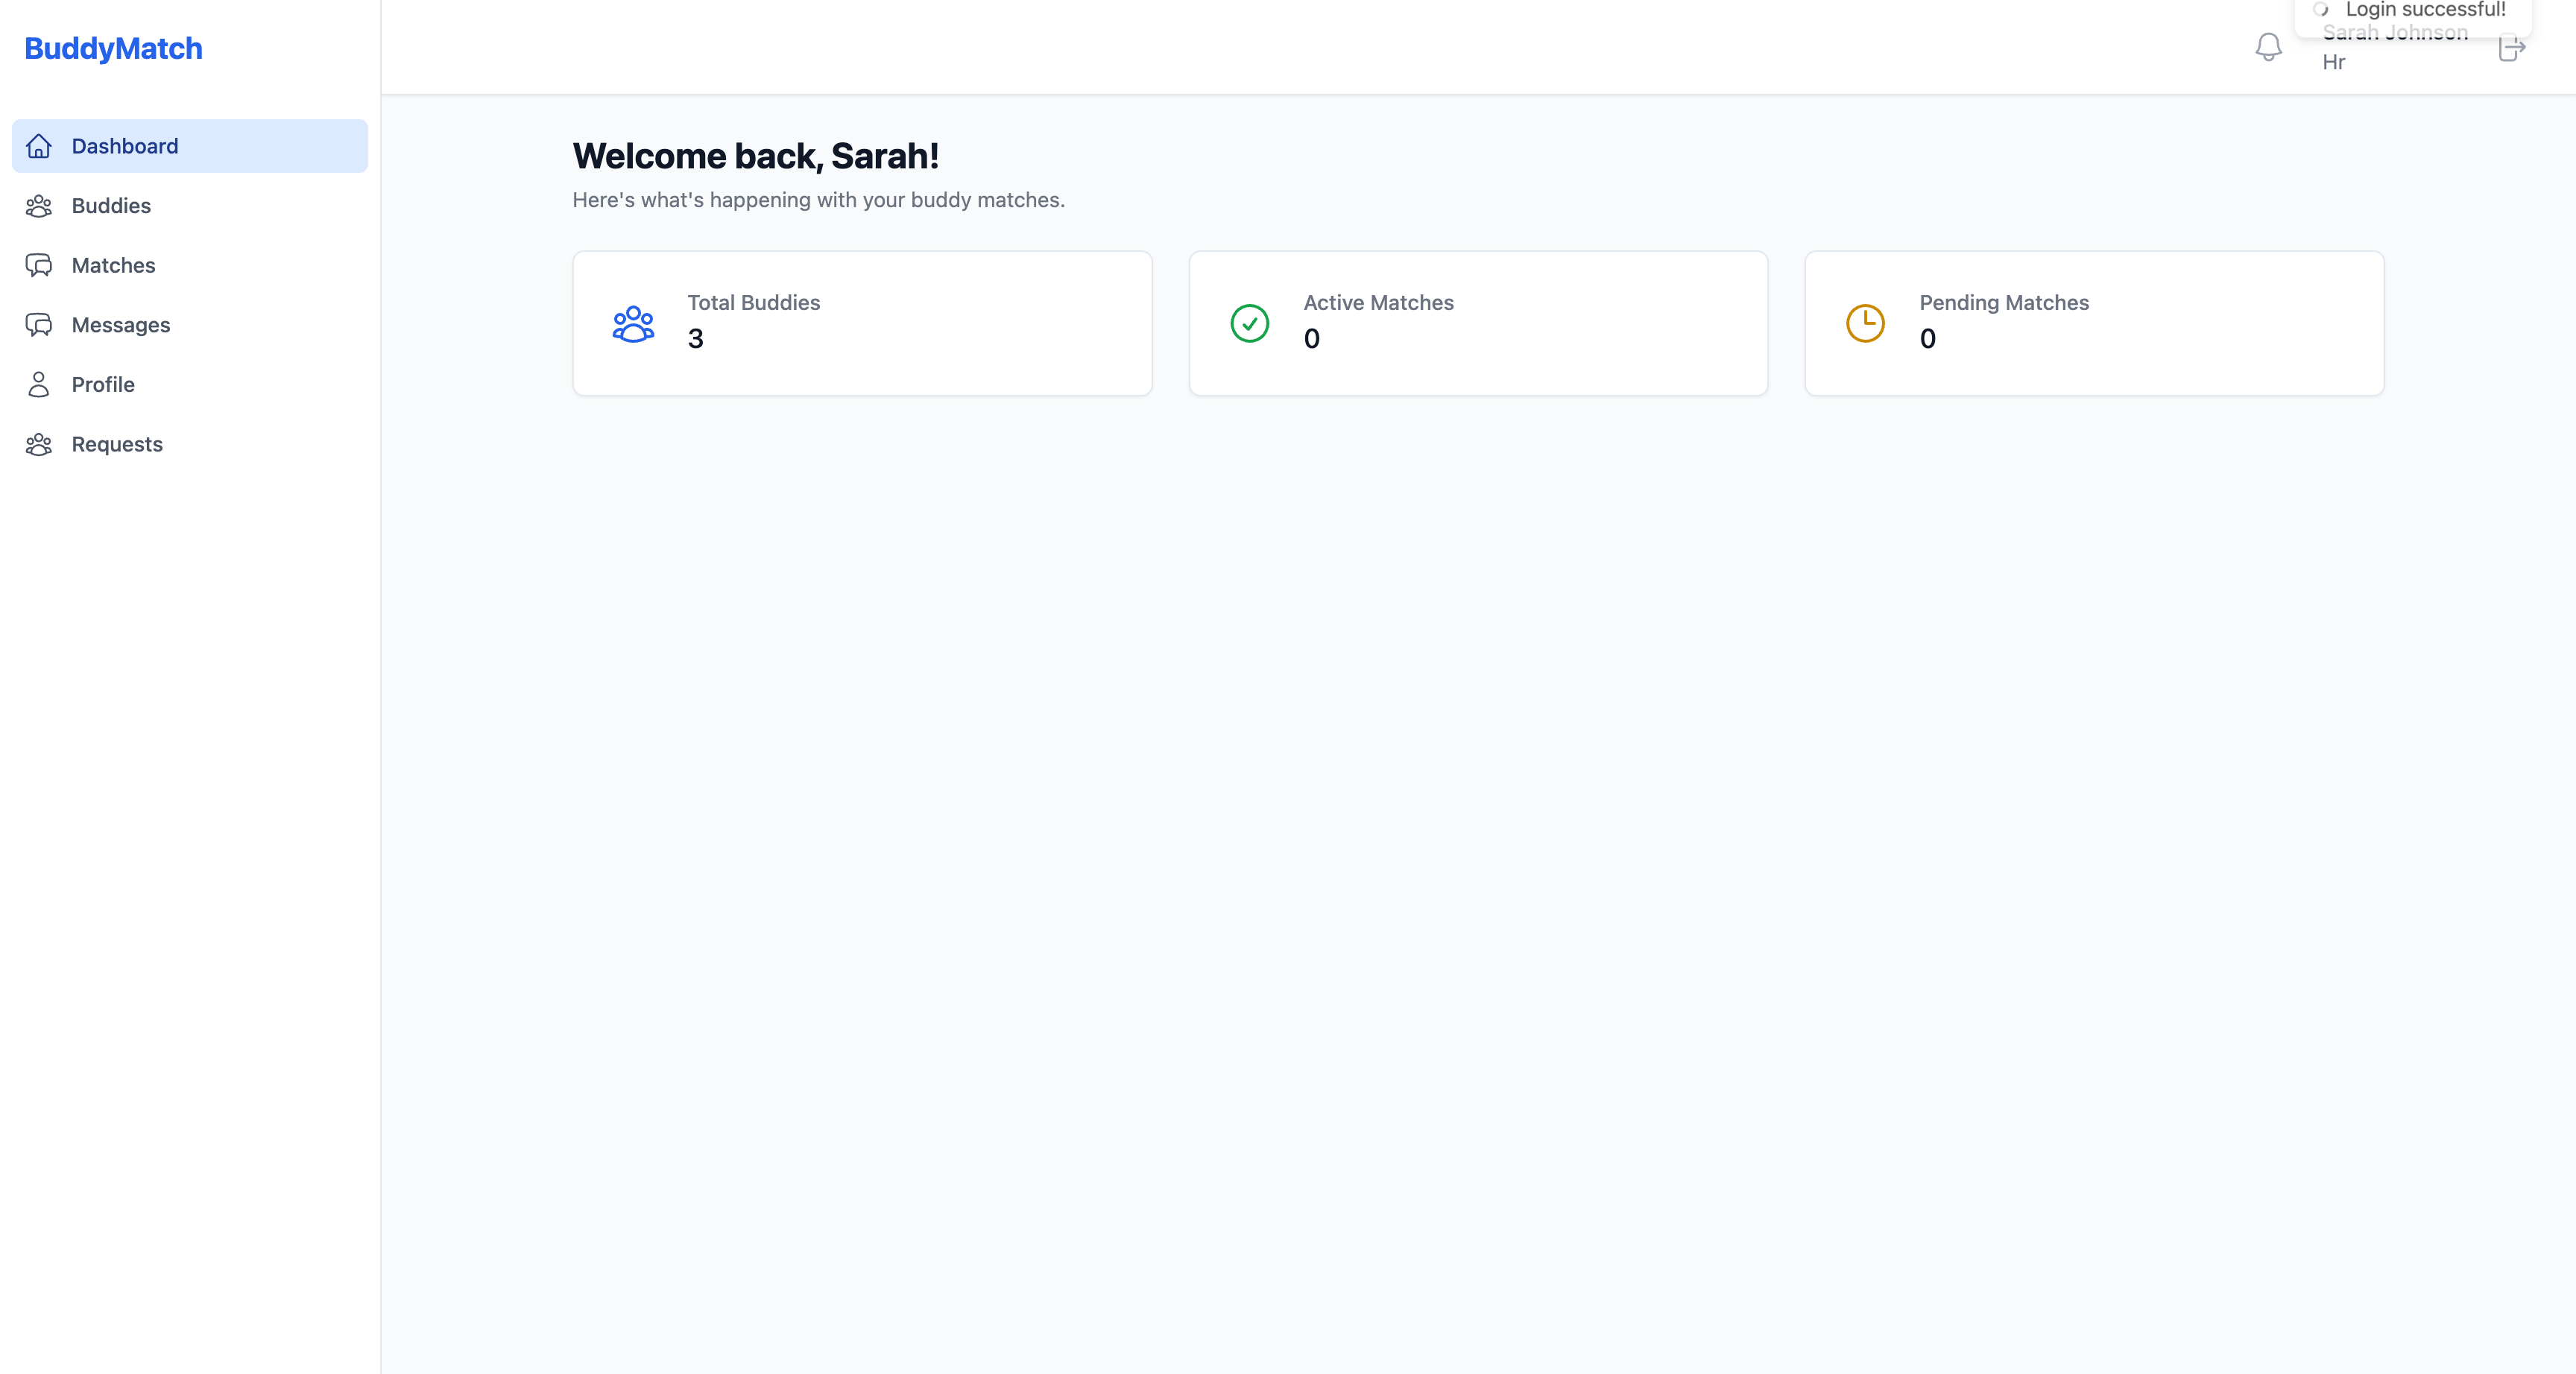 BuddyMatch
Login successful!
Sarah Johnson
Hr
Dashboard
Buddies
Matches
Messages
Profile
Requests
Welcome back, Sarah!
Here's what's happening with your buddy matches.
Total Buddies
3
Active Matches
0
Pending Matches
0